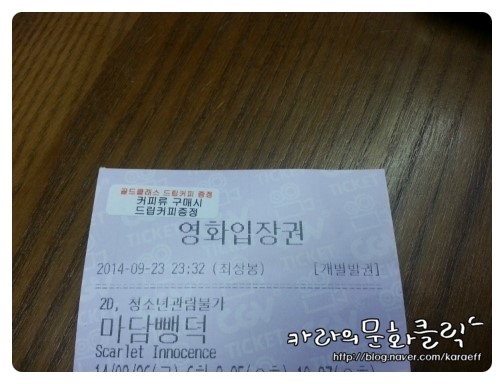 골드클래스 드립커피 증정
커피류 구매시
드립커피증정
영화입장권
2014-09-23 23:32 (최상봉) [개별발권]
2D, 청소년관람불가
마담뺑덕
Scarlet Innocence
카라의문화클릭
http://blog.naver.com/karaeff